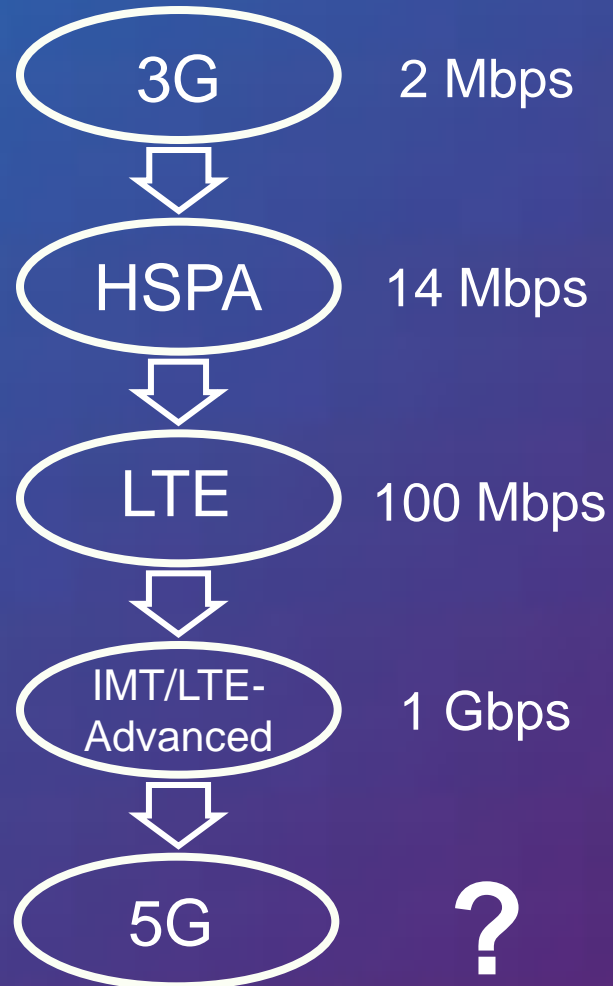 3G 2 Mbps
HSPA 14 Mbps
LTE 100 Mbps
IMT/LTE-
Advanced
1 Gbps
5G ?